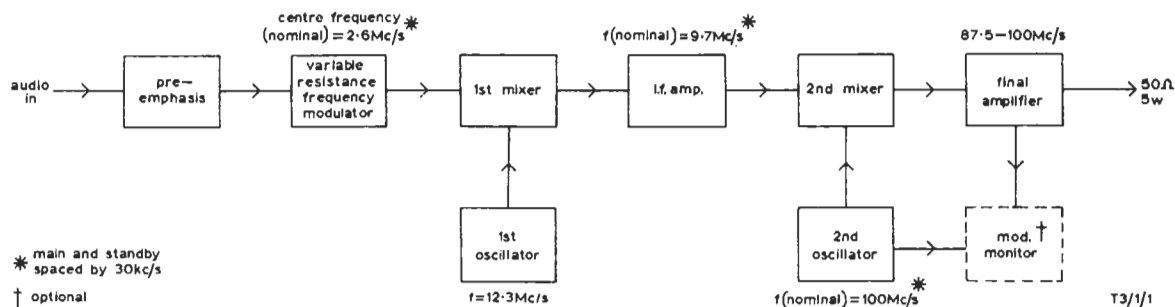 centre frequency
(nominal) = 2·6Mc/s*
f(nominal) = 9·7Mc/s*
87·5–100Mc/s
audio
in
pre-
emphasis
variable
resistance
frequency
modulator
1st mixer
i.f. amp.
2nd mixer
final
amplifier
50Ω
5w
1st
oscillator
2nd
oscillator
mod.†
monitor
* main and standby
spaced by 30kc/s
† optional
f=12·3Mc/s
f(nominal) =100Mc/s*
T3/1/1